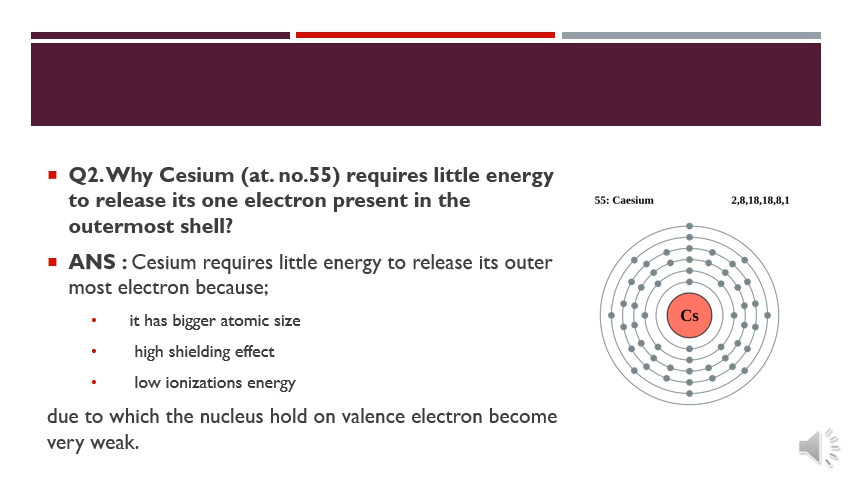 Q2. Why Cesium (at. no.55) requires little energy
to release its one electron present in the
outermost shell?
ANS : Cesium requires little energy to release its outer
most electron because;
• it has bigger atomic size
• high shielding effect
• low ionizations energy
due to which the nucleus hold on valence electron become
very weak.
55: Caesium 2,8,18,18,8,1
Cs